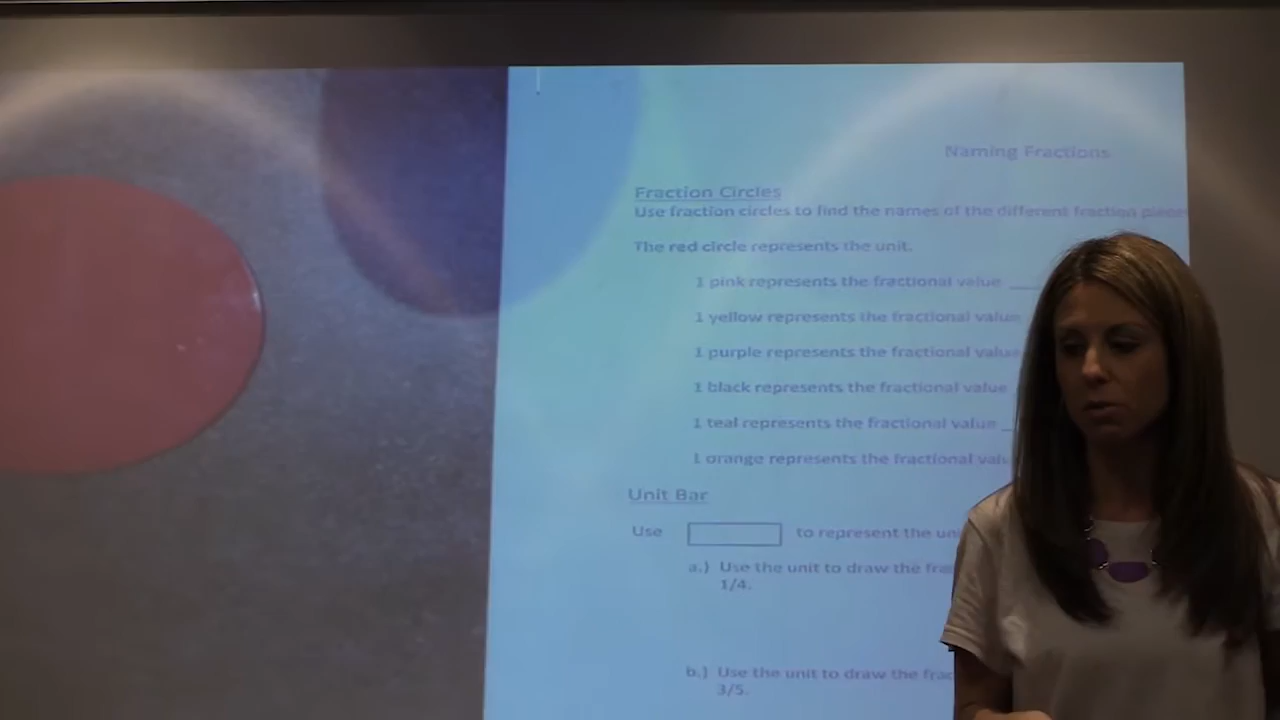 Naming Fractions
Fraction Circles
Use fraction circles to find the names of the different fraction
The red circle represents the unit.
1 pink represents the fractional value
1 yellow represents the fractional value
1 purple represents the fractional value
1 black represents the fractional value
1 teal represents the fractional value
1 orange represents the fractional
Unit Bar
Use to represent the
a.) Use the unit to draw the
1/4.
b.) Use the unit to draw the
3/5.